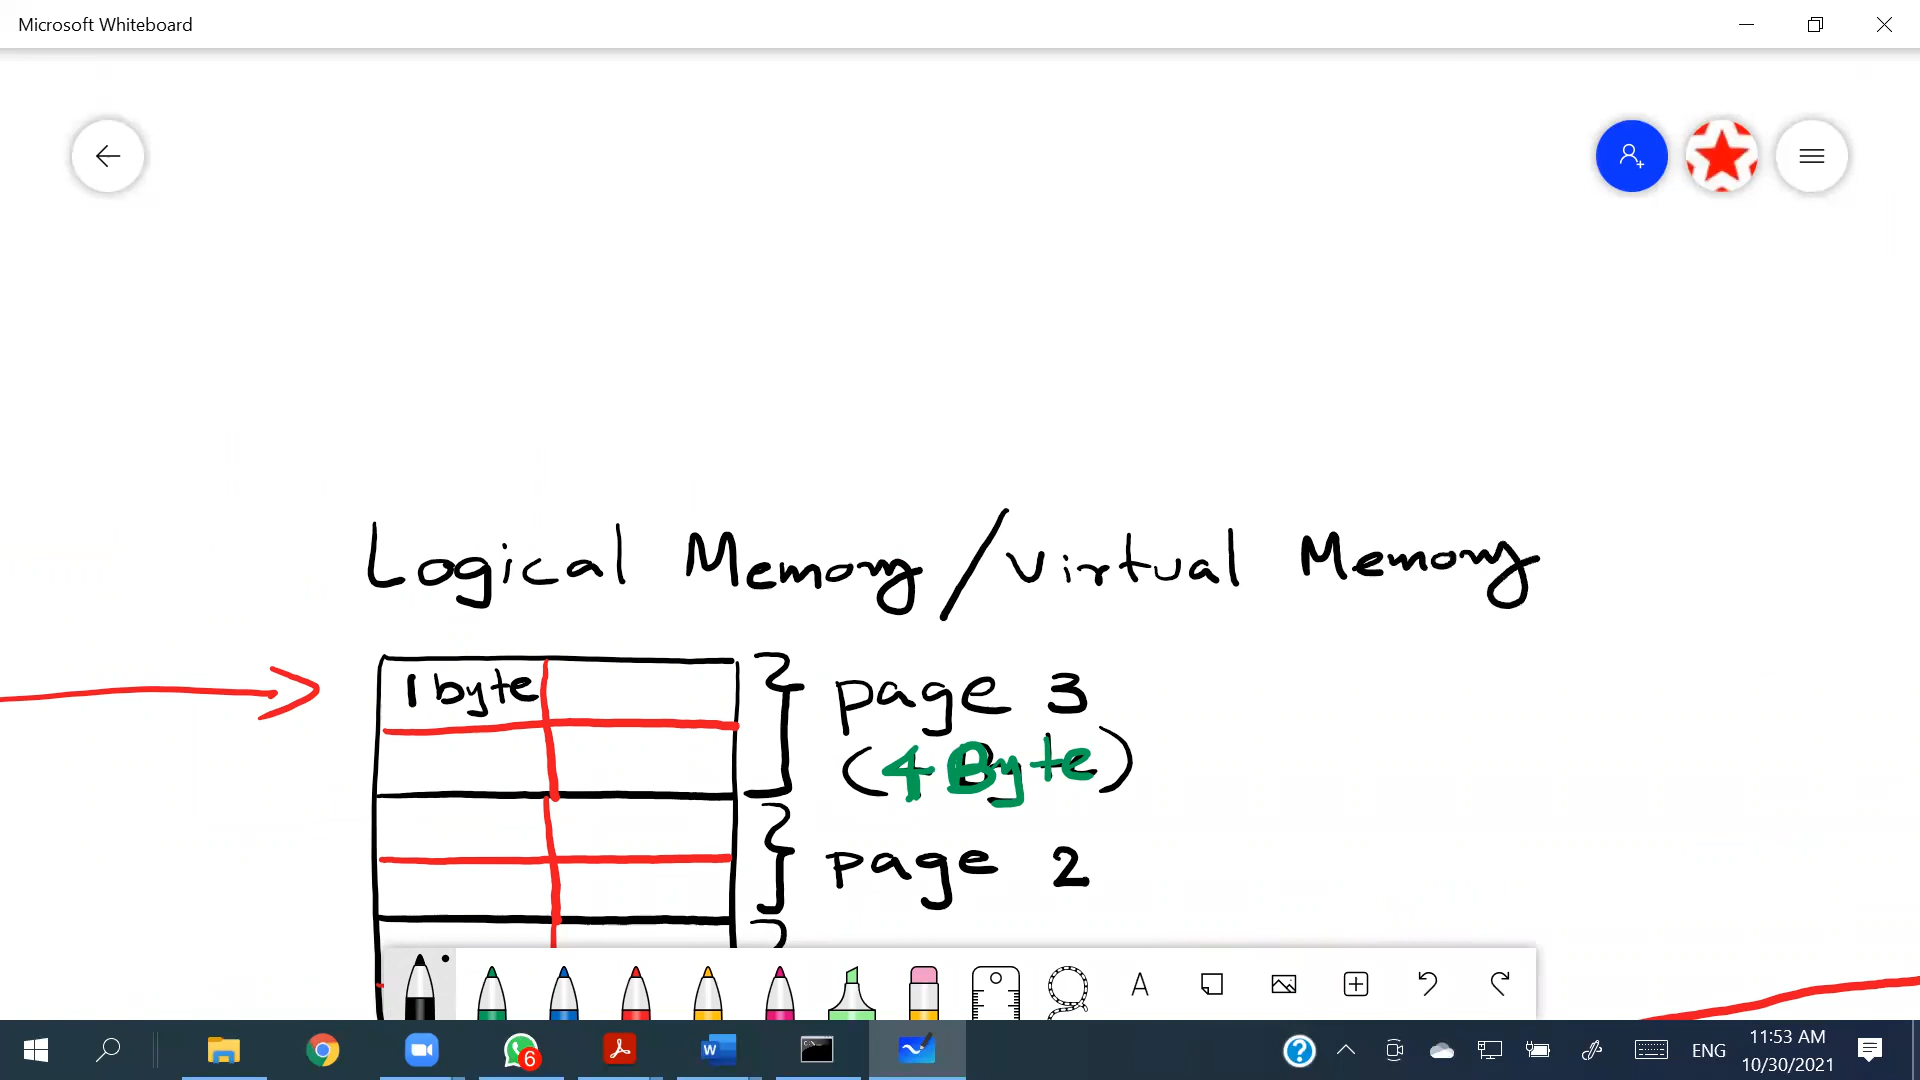 Microsoft Whiteboard
Logical Memory / Virtual Memory
1 byte
page 3
(4 Byte)
page 2
A
6
W
?
ENG
11:53 AM
10/30/2021